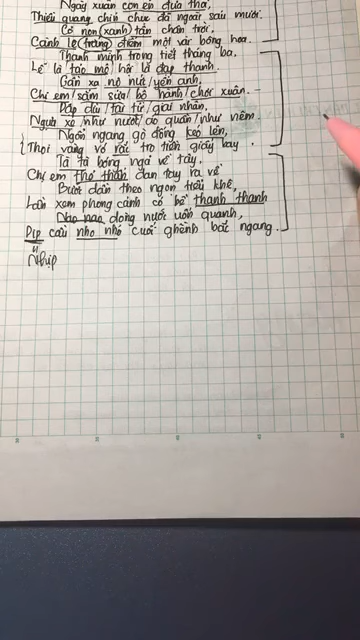 Ngày xuân con én đưa thoi,
Thiều quang chín chục đã ngoài sáu mươi.
Cỏ non (xanh) tận chân trời,
Cành lê (trắng) điểm một vài bông hoa.
Thanh minh trong tiết tháng ba,
Lễ là tảo mộ, hội là đạp thanh.
Gần xa nô nức / yến anh,
Chị em / sắm sửa / bộ hành / chơi xuân.
Dập dìu / tài tử / giai nhân,
Ngựa xe / như nước / áo quần / như nêm.
Ngổn ngang gò đống kéo lên,
Thoi vàng vó rắc tro tiền giấy bay.
Tà tà bóng ngả về tây,
Chị em thơ thẩn dan tay ra về
Bước dần theo ngọn tiểu khê,
Lần xem phong cảnh có bề thanh thanh
Nao nao dòng nước uốn quanh,
Dịp cầu nho nhỏ cuối ghềnh bắc ngang.
Nhịp